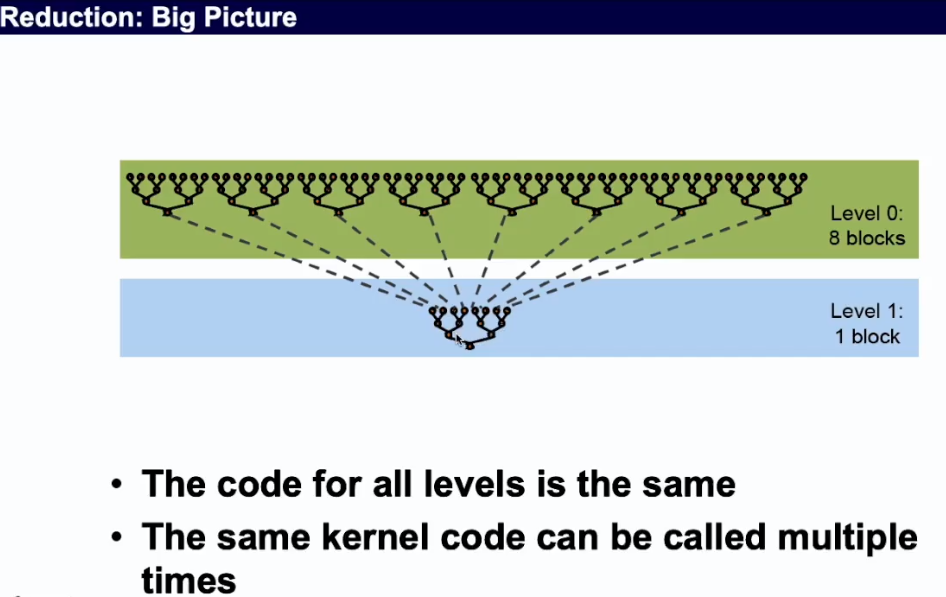 Reduction: Big Picture
Level 0:
8 blocks
Level 1:
1 block
• The code for all levels is the same
• The same kernel code can be called multiple
times